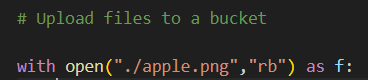 # Upload files to a bucket
with open("./apple.png","rb") as f: